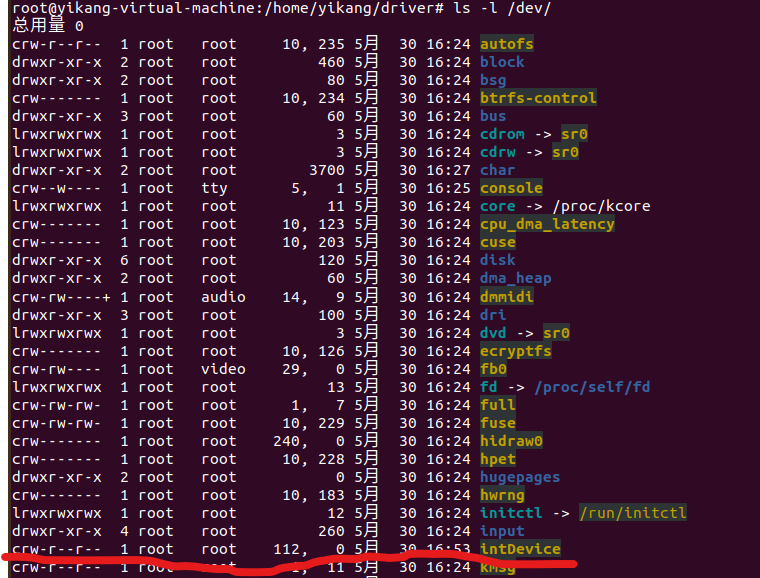 root@yikang-virtual-machine:/home/yikang/driver# ls -l /dev/
总用量 0
crw-r--r-- 1 root root 10, 235 5月 30 16:24 autofs
drwxr-xr-x 2 root root 460 5月 30 16:24 block
drwxr-xr-x 2 root root 80 5月 30 16:24 bsg
crw------- 1 root root 10, 234 5月 30 16:24 btrfs-control
drwxr-xr-x 3 root root 60 5月 30 16:24 bus
lrwxrwxrwx 1 root root 3 5月 30 16:24 cdrom -> sr0
lrwxrwxrwx 1 root root 3 5月 30 16:24 cdrw -> sr0
drwxr-xr-x 2 root root 3700 5月 30 16:27 char
crw--w---- 1 root tty 5, 1 5月 30 16:25 console
lrwxrwxrwx 1 root root 11 5月 30 16:24 core -> /proc/kcore
crw------- 1 root root 10, 123 5月 30 16:24 cpu_dma_latency
crw------- 1 root root 10, 203 5月 30 16:24 cuse
drwxr-xr-x 6 root root 120 5月 30 16:24 disk
drwxr-xr-x 2 root root 60 5月 30 16:24 dma_heap
crw-rw----+ 1 root audio 14, 9 5月 30 16:24 dmmidi
drwxr-xr-x 3 root root 100 5月 30 16:24 dri
lrwxrwxrwx 1 root root 3 5月 30 16:24 dvd -> sr0
crw------- 1 root root 10, 126 5月 30 16:24 ecryptfs
crw-rw---- 1 root video 29, 0 5月 30 16:24 fb0
lrwxrwxrwx 1 root root 13 5月 30 16:24 fd -> /proc/self/fd
crw-rw-rw- 1 root root 1, 7 5月 30 16:24 full
crw-rw-rw- 1 root root 10, 229 5月 30 16:24 fuse
crw------- 1 root root 240, 0 5月 30 16:24 hidraw0
crw------- 1 root root 10, 228 5月 30 16:24 hpet
drwxr-xr-x 2 root root 0 5月 30 16:24 hugepages
crw------- 1 root root 10, 183 5月 30 16:24 hwrng
lrwxrwxrwx 1 root root 12 5月 30 16:24 initctl -> /run/initctl
drwxr-xr-x 4 root root 260 5月 30 16:24 input
crw-r--r-- 1 root root 112, 0 5月 30 16:53 intDevice
crw-r--r-- 1 root root 1, 11 5月 30 16:24 kmsg